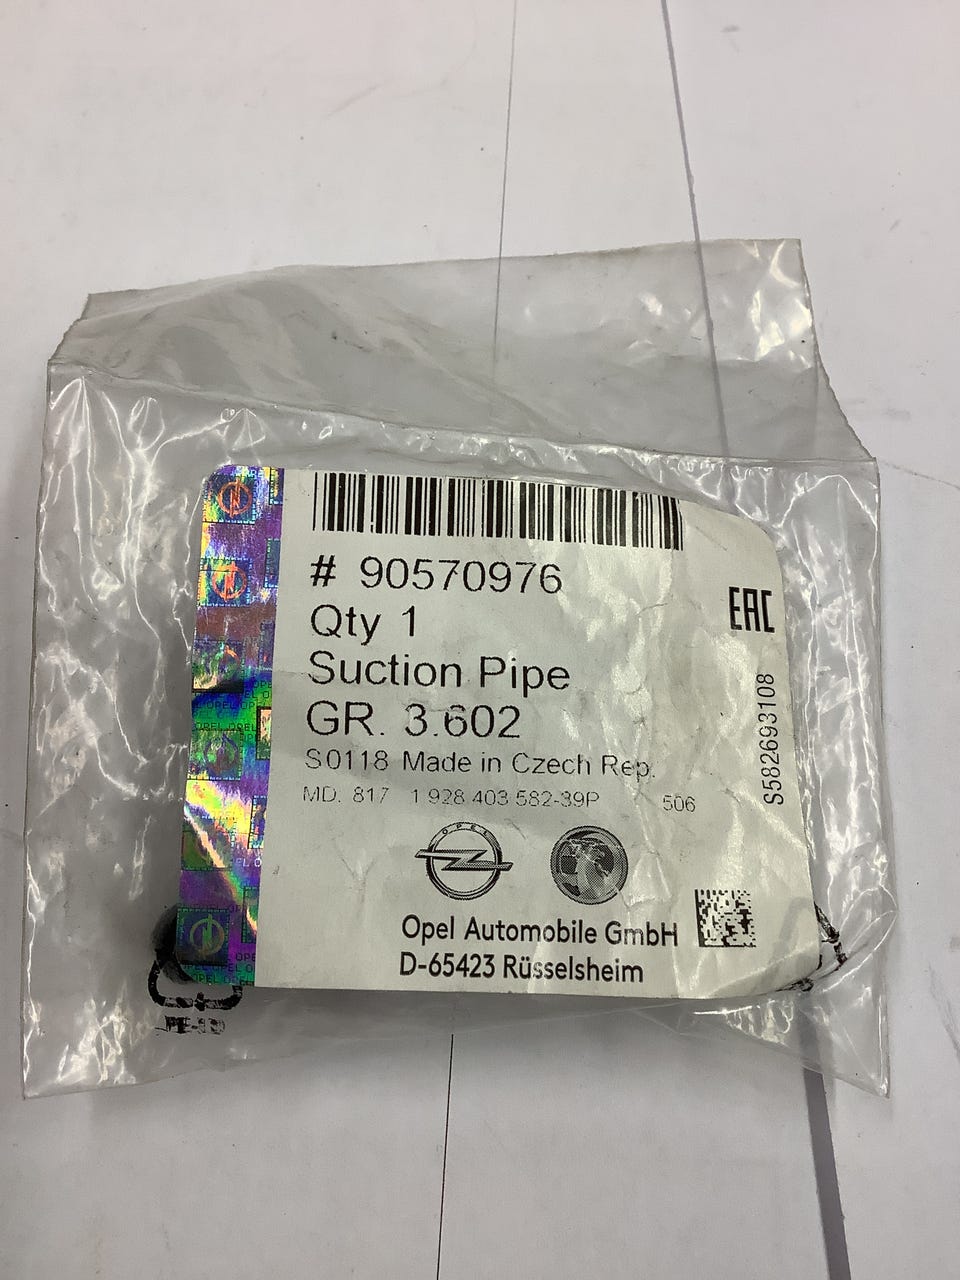 # 90570976
Qty 1
EAC
Suction Pipe
GR. 3.602
S0118 Made in Czech Rep.
MD. 817 1 928 403 582-39P 506
S582693108
OPEL
Opel Automobile GmbH
D-65423 Rüsselsheim